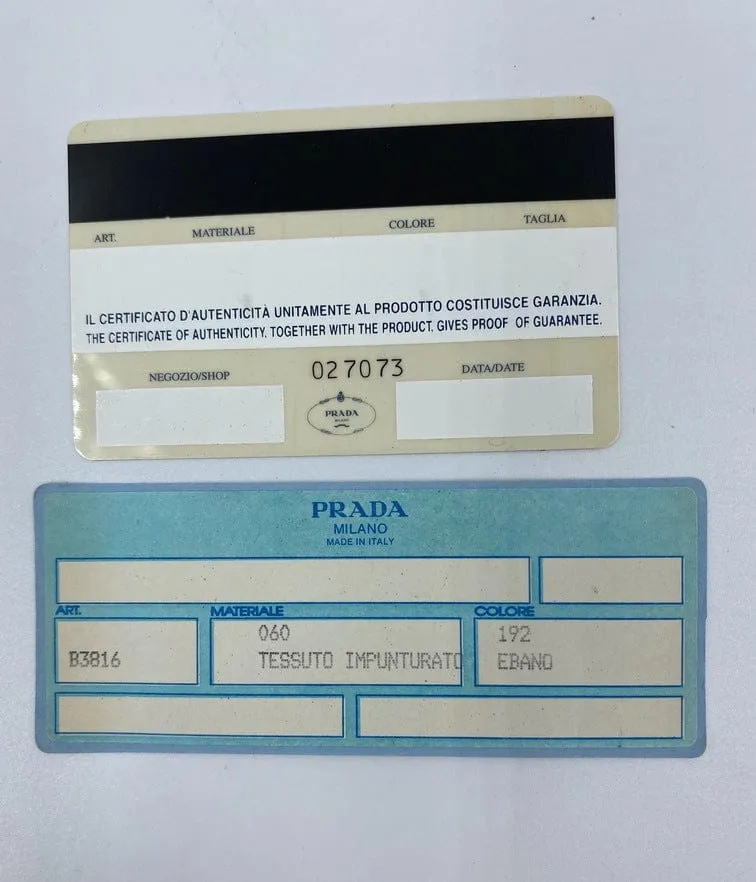 ART. MATERIALE COLORE TAGLIA
IL CERTIFICATO D'AUTENTICITÀ UNITAMENTE AL PRODOTTO COSTITUISCE GARANZIA.
THE CERTIFICATE OF AUTHENTICITY, TOGETHER WITH THE PRODUCT, GIVES PROOF OF GUARANTEE.
NEGOZIO/SHOP 027073 DATA/DATE
PRADA
MILANO
PRADA
MILANO
MADE IN ITALY
ART. MATERIALE COLORE
060 192
B3816 TESSUTO IMPUNTURATO EBANO